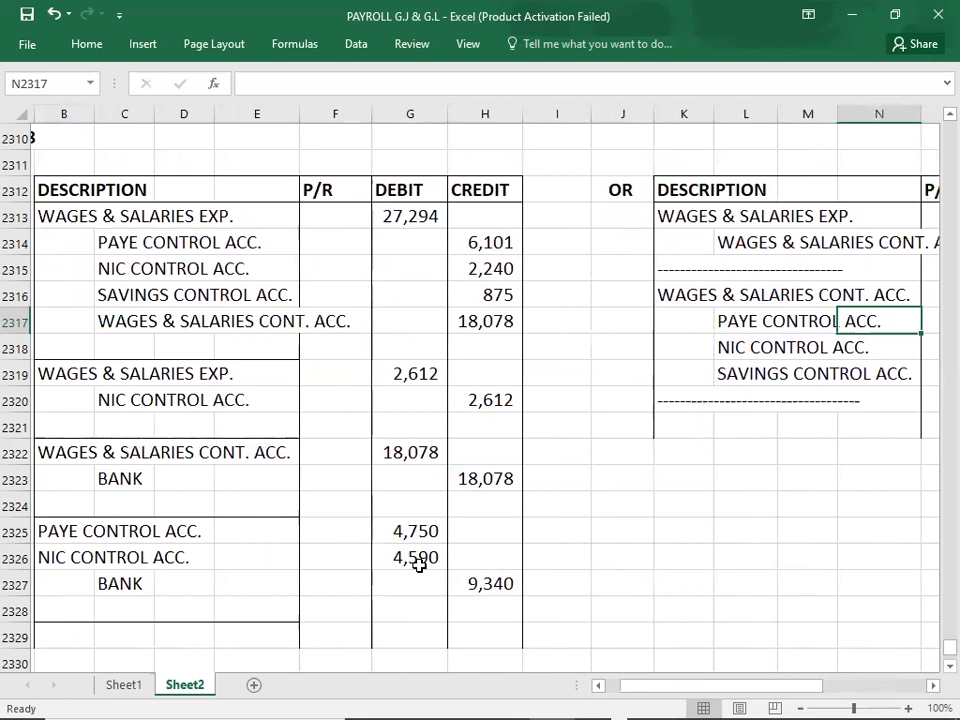 PAYROLL G.J & G.L - Excel (Product Activation Failed)
File Home Insert Page Layout Formulas Data Review View Tell me what you want to do... Share
N2317 fx
B C D E F G H I J K L M N
2310 3
2311
2312 DESCRIPTION P/R DEBIT CREDIT OR DESCRIPTION P/
2313 WAGES & SALARIES EXP. 27,294 WAGES & SALARIES EXP.
2314 PAYE CONTROL ACC. 6,101 WAGES & SALARIES CONT. A
2315 NIC CONTROL ACC. 2,240 ---------------------------------
2316 SAVINGS CONTROL ACC. 875 WAGES & SALARIES CONT. ACC.
2317 WAGES & SALARIES CONT. ACC. 18,078 PAYE CONTROL ACC.
2318 NIC CONTROL ACC.
2319 WAGES & SALARIES EXP. 2,612 SAVINGS CONTROL ACC.
2320 NIC CONTROL ACC. 2,612 ------------------------------------
2321
2322 WAGES & SALARIES CONT. ACC. 18,078
2323 BANK 18,078
2324
2325 PAYE CONTROL ACC. 4,750
2326 NIC CONTROL ACC. 4,590
2327 BANK 9,340
2328
2329
2330
Sheet1 Sheet2
Ready 100%